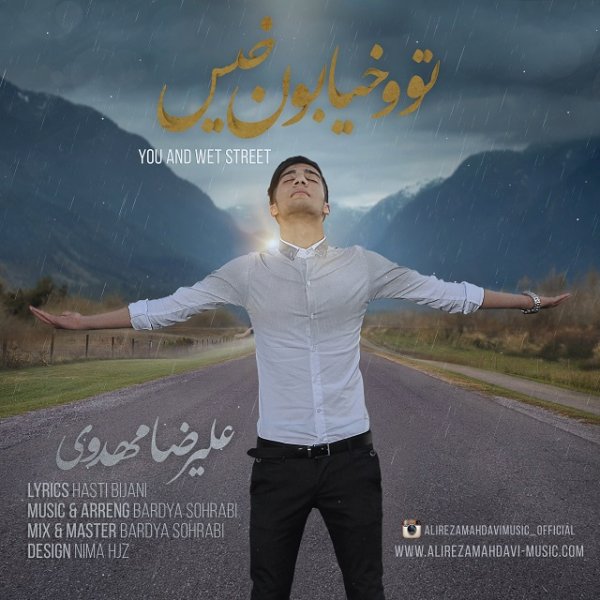 تو و خیابون خیس
YOU AND WET STREET
علیرضا مهدوی
LYRICS HASTI BIJANI
MUSIC & ARRENG BARDYA SOHRABI
MIX & MASTER BARDYA SOHRABI
DESIGN NIMA HJZ
ALIREZAMAHDAVIMUSIC_OFFICIAL
WWW.ALIREZAMAHDAVI-MUSIC.COM